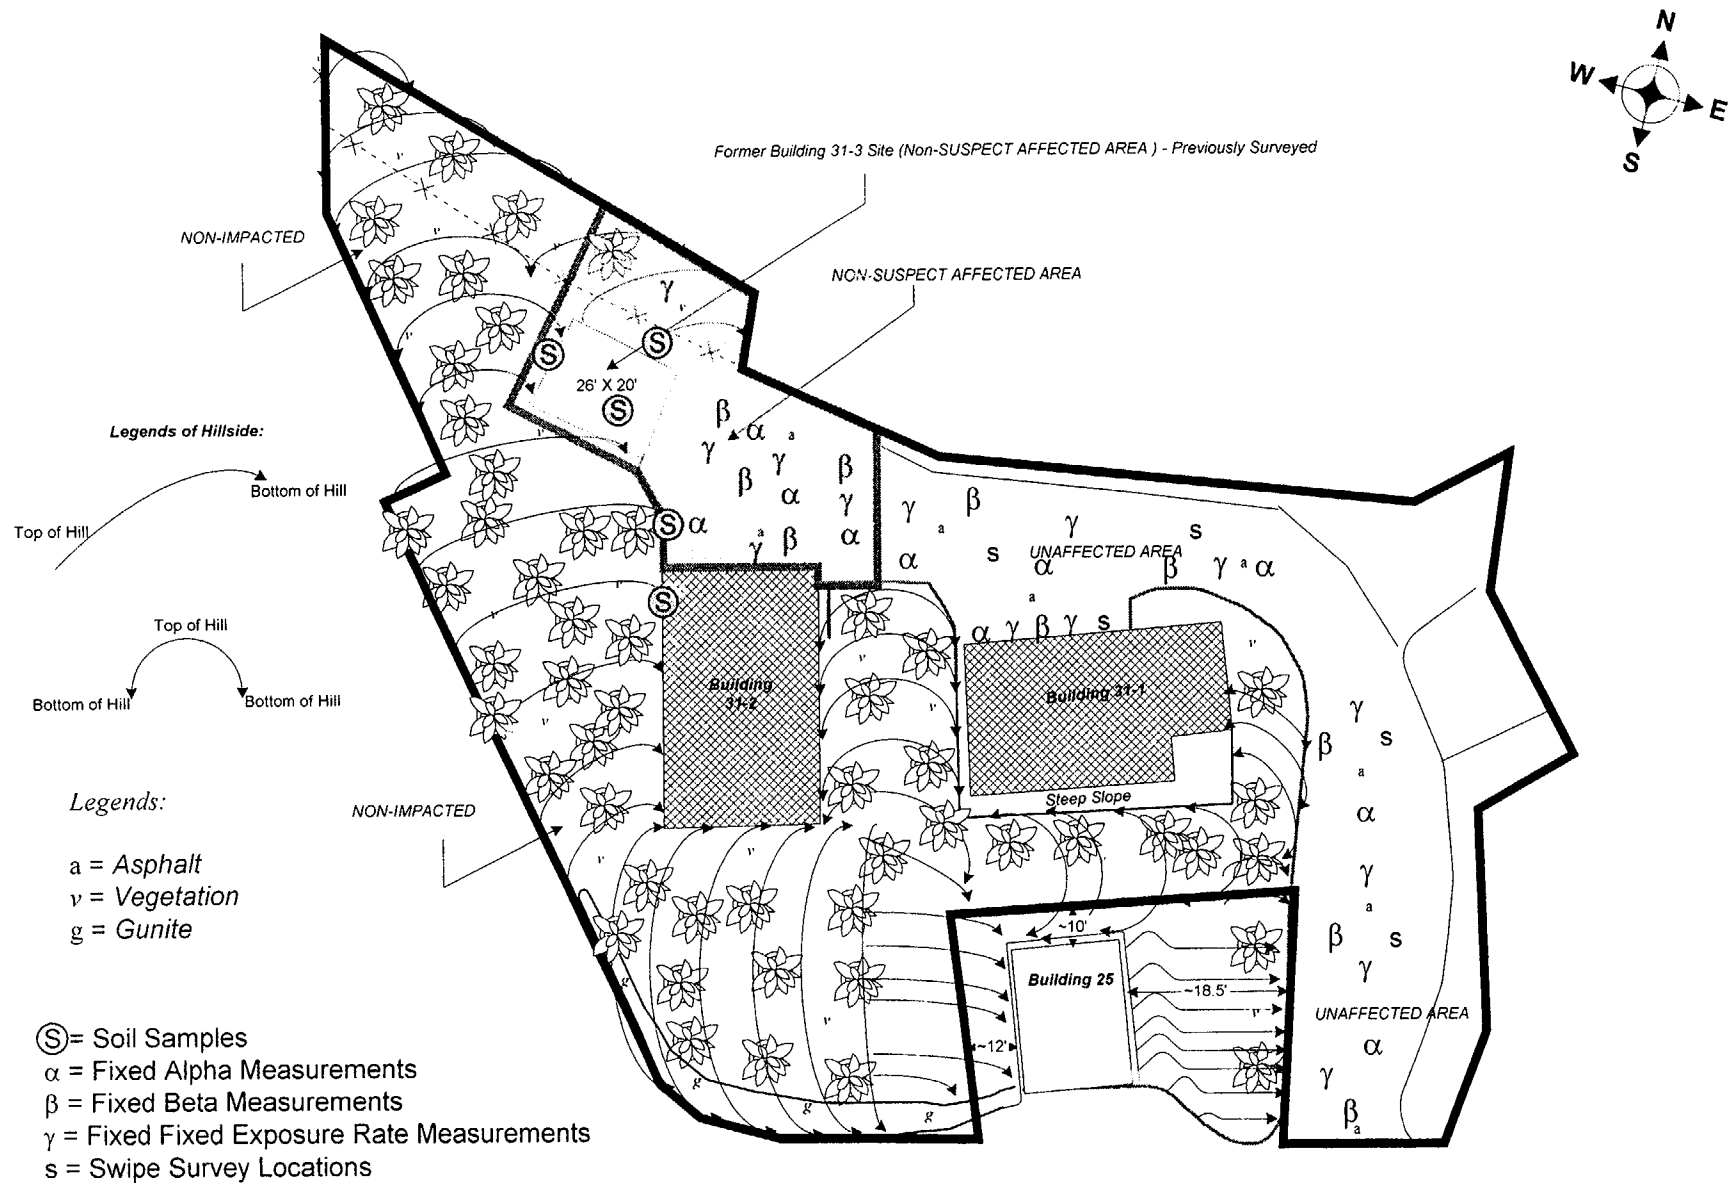 N
W
E
S
Former Building 31-3 Site (Non-SUSPECT AFFECTED AREA ) - Previously Surveyed
NON-IMPACTED
NON-SUSPECT AFFECTED AREA
v
v
v
v
γ
v
v
Ⓢ
Ⓢ
26' X 20'
Ⓢ
β
α
a
γ
γ
β
β
α
γ
Ⓢ α
a
γ
β
α
Legends of Hillside:
Bottom of Hill
Top of Hill
Top of Hill
Bottom of Hill
Bottom of Hill
γ
β
a
γ
s
α
s
UNAFFECTED AREA
α
β
γ
a
α
a
α γ β γ s
Ⓢ
v
v
v
v
Building
31-2
Building 31-1
Steep Slope
γ
β
s
a
α
γ
a
β
s
γ
UNAFFECTED AREA
α
γ
β
a
NON-IMPACTED
v
v
v
v
~10'
Building 25
~18.5'
~12'
g
g
g
g
Legends:
a = Asphalt
v = Vegetation
g = Gunite
Ⓢ= Soil Samples
α = Fixed Alpha Measurements
β = Fixed Beta Measurements
γ = Fixed Fixed Exposure Rate Measurements
s = Swipe Survey Locations